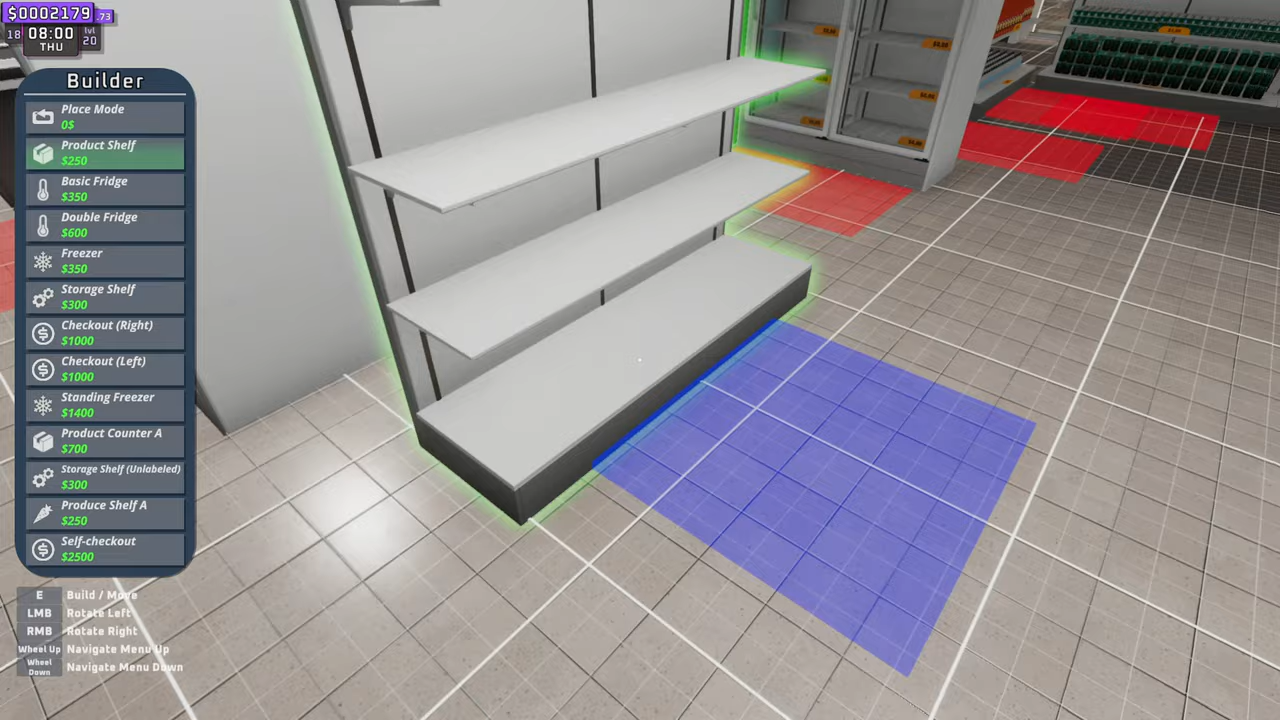 $0002179.73
18 08:00 lvl
THU 20
Builder
Place Mode
0$
Product Shelf
$250
Basic Fridge
$350
Double Fridge
$600
Freezer
$350
Storage Shelf
$300
Checkout (Right)
$1000
Checkout (Left)
$1000
Standing Freezer
$1400
Product Counter A
$700
Storage Shelf (Unlabeled)
$300
Produce Shelf A
$250
Self-checkout
$2500
E Build / Move
LMB Rotate Left
RMB Rotate Right
Wheel Up Navigate Menu Up
Wheel Down Navigate Menu Down